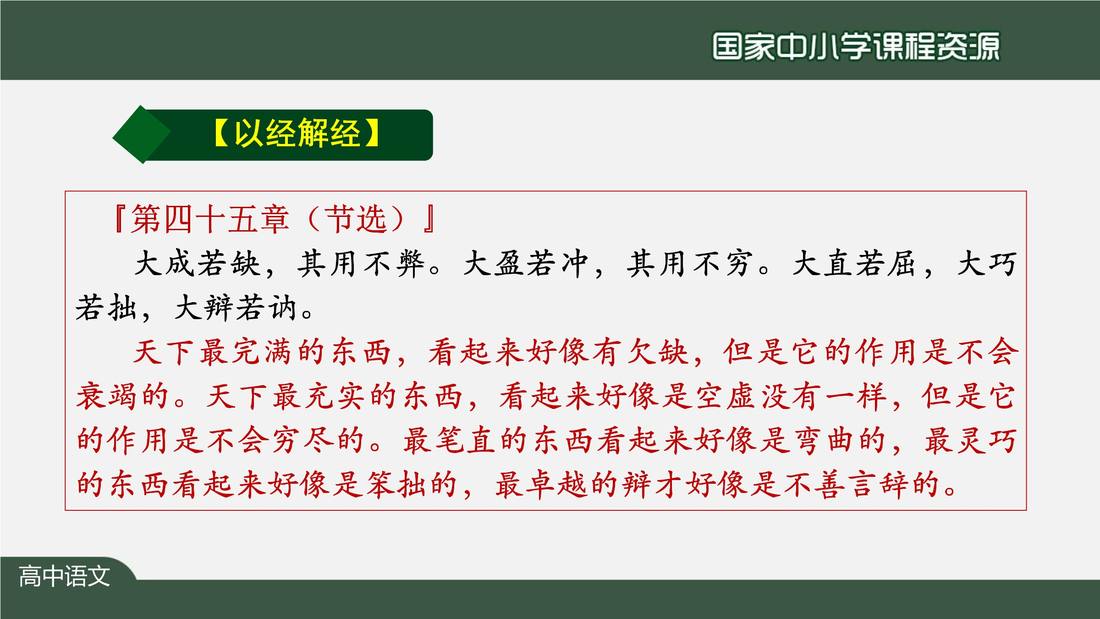 国家中小学课程资源
【以经解经】
『第四十五章（节选）』
大成若缺，其用不弊。大盈若冲，其用不穷。大直若屈，大巧
若拙，大辩若讷。
天下最完满的东西，看起来好像有欠缺，但是它的作用是不会
衰竭的。天下最充实的东西，看起来好像是空虚没有一样，但是它
的作用是不会穷尽的。最笔直的东西看起来好像是弯曲的，最灵巧
的东西看起来好像是笨拙的，最卓越的辩才好像是不善言辞的。
高中语文